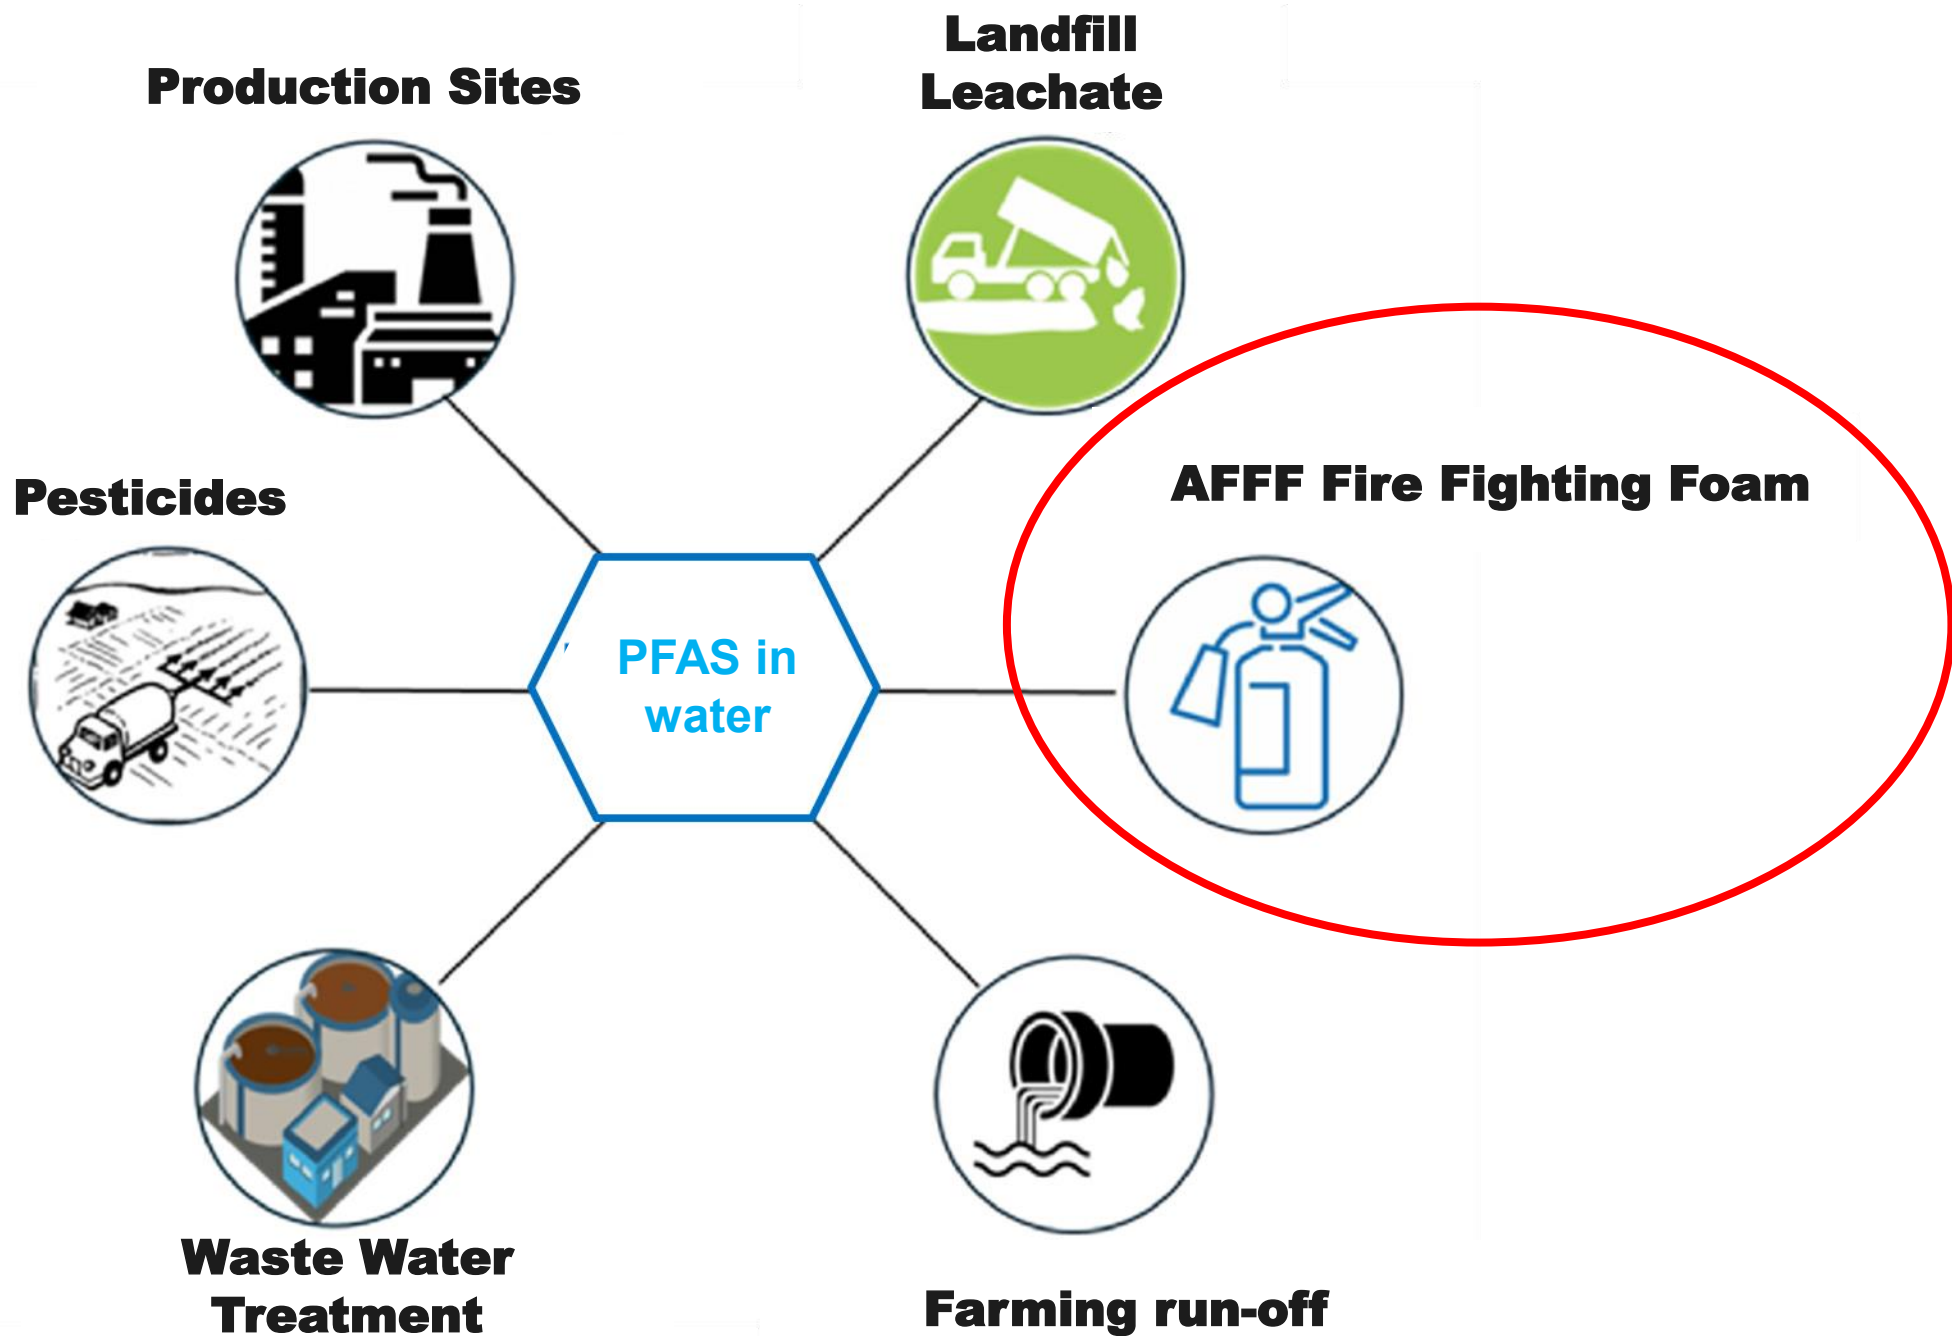 Landfill
Leachate
Production Sites
AFFF Fire Fighting Foam
Pesticides
PFAS in
water
Waste Water
Treatment
Farming run-off